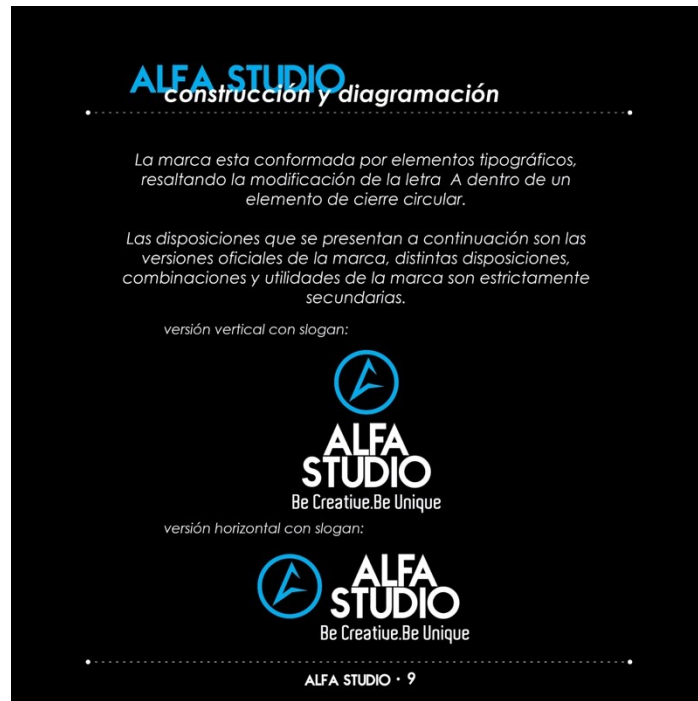 ALFA STUDIO
construcción y diagramación
La marca esta conformada por elementos tipográficos,
resaltando la modificación de la letra A dentro de un
elemento de cierre circular.
Las disposiciones que se presentan a continuación son las
versiones oficiales de la marca, distintas disposiciones,
combinaciones y utilidades de la marca son estrictamente
secundarias.
versión vertical con slogan:
ALFA
STUDIO
Be Creative.Be Unique
versión horizontal con slogan:
ALFA
STUDIO
Be Creative.Be Unique
ALFA STUDIO · 9